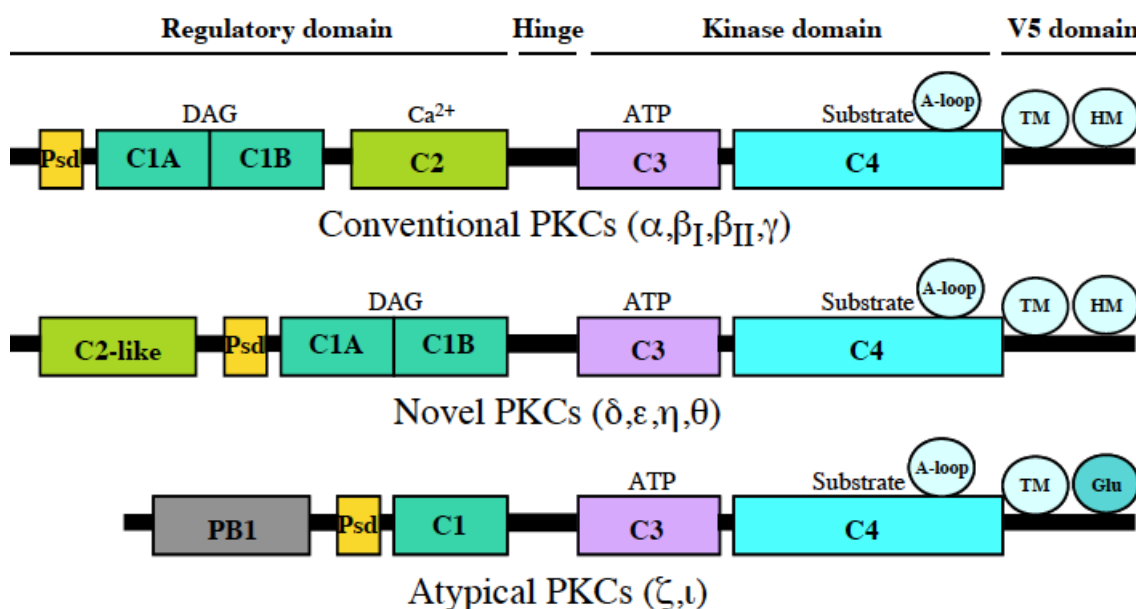 Regulatory domain Hinge Kinase domain V5 domain
DAG Ca²⁺ ATP Substrate A-loop TM HM
Psd C1A C1B C2 C3 C4
Conventional PKCs (α,βI,βII,γ)
DAG ATP Substrate A-loop TM HM
C2-like Psd C1A C1B C3 C4
Novel PKCs (δ,ε,η,θ)
ATP Substrate A-loop TM Glu
PB1 Psd C1 C3 C4
Atypical PKCs (ζ,ι)